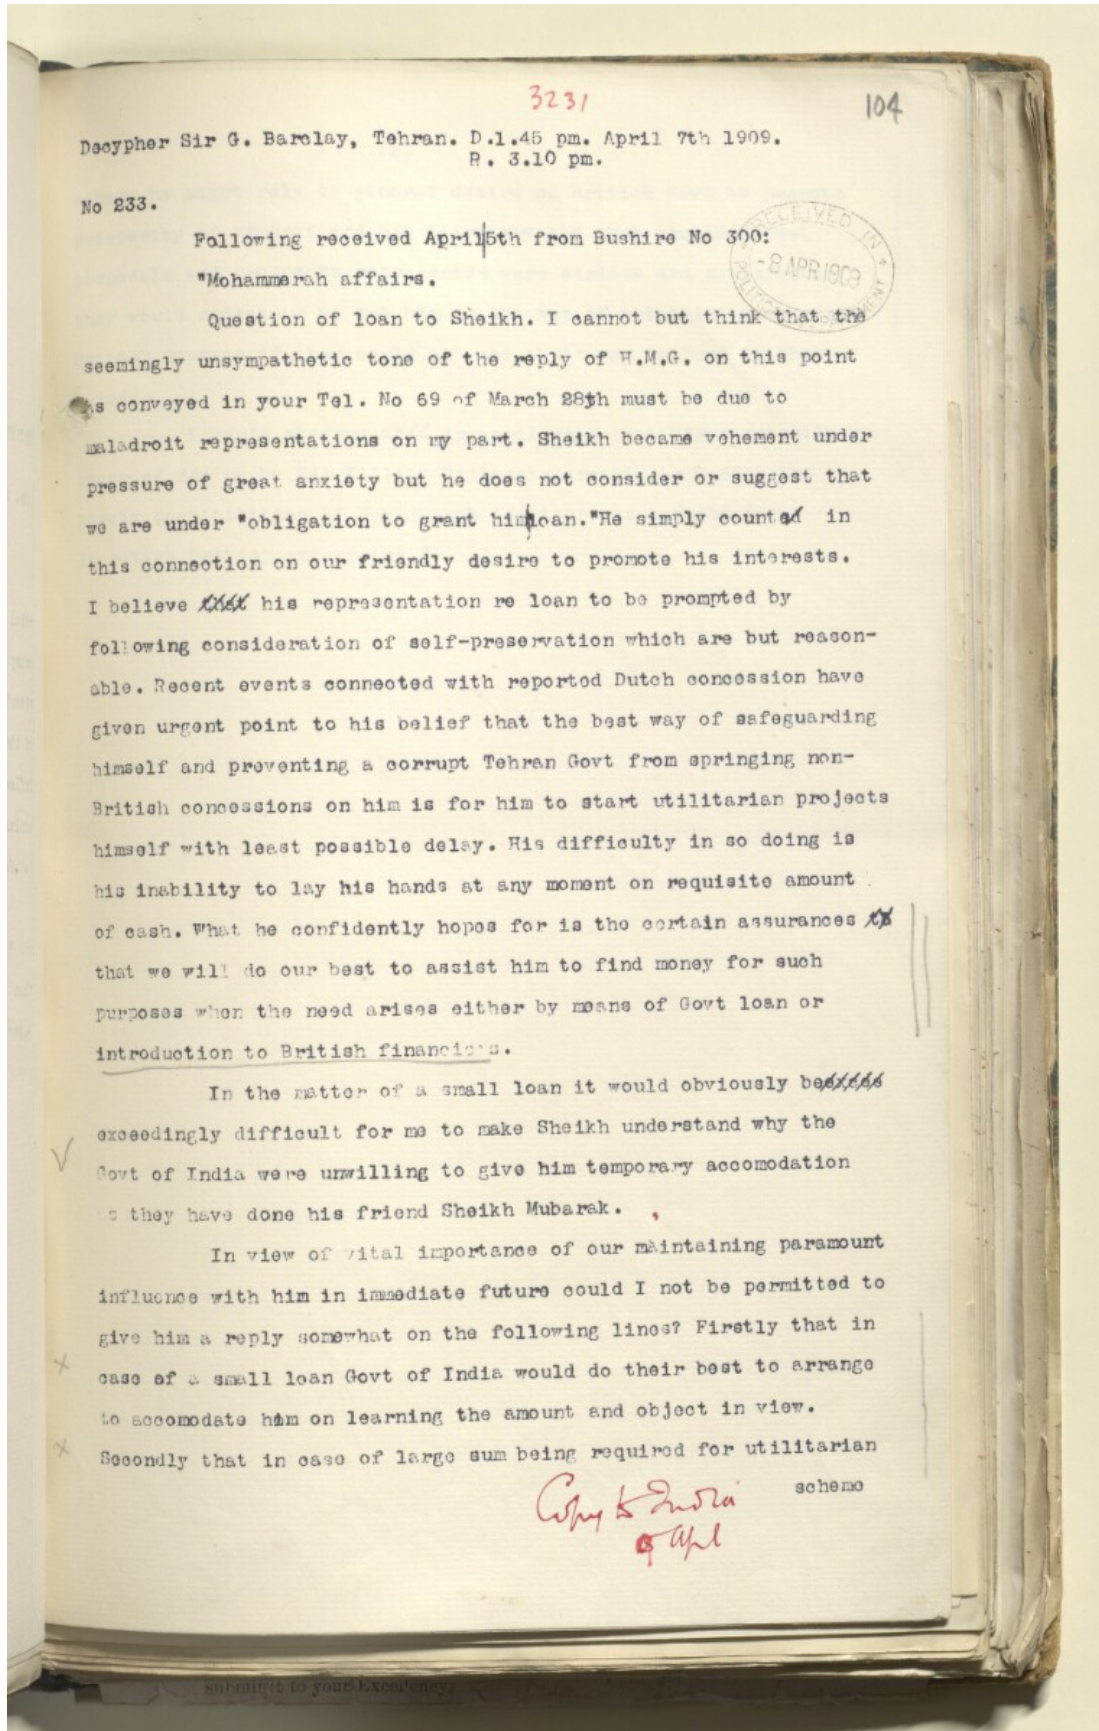 3231
104
Decypher Sir G. Barclay, Tehran. D.1.45 pm. April 7th 1909.
R. 3.10 pm.
No 233.
Following received April 5th from Bushire No 300:
RECEIVED IN
- 8 APR 1909
POLITICAL DEPARTMENT
"Mohammerah affairs.
Question of loan to Sheikh. I cannot but think that the
seemingly unsympathetic tone of the reply of H.M.G. on this point
as conveyed in your Tel. No 69 of March 28th must be due to
maladroit representations on my part. Sheikh became vehement under
pressure of great anxiety but he does not consider or suggest that
we are under "obligation to grant him loan."He simply counted in
this connection on our friendly desire to promote his interests.
I believe his representation re loan to be prompted by
following consideration of self-preservation which are but reason-
able. Recent events connected with reported Dutch concession have
given urgent point to his belief that the best way of safeguarding
himself and preventing a corrupt Tehran Govt from springing non-
British concessions on him is for him to start utilitarian projects
himself with least possible delay. His difficulty in so doing is
his inability to lay his hands at any moment on requisite amount
of cash. What he confidently hopes for is the certain assurances
that we will do our best to assist him to find money for such
purposes when the need arises either by means of Govt loan or
introduction to British financiers.
In the matter of a small loan it would obviously be
exceedingly difficult for me to make Sheikh understand why the
Govt of India were unwilling to give him temporary accomodation
as they have done his friend Sheikh Mubarak.
In view of vital importance of our maintaining paramount
influence with him in immediate future could I not be permitted to
give him a reply somewhat on the following lines? Firstly that in
case of a small loan Govt of India would do their best to arrange
to accomodate him on learning the amount and object in view.
Secondly that in case of large sum being required for utilitarian
scheme
Copy to India
9 Apl
submit it to your Excellency